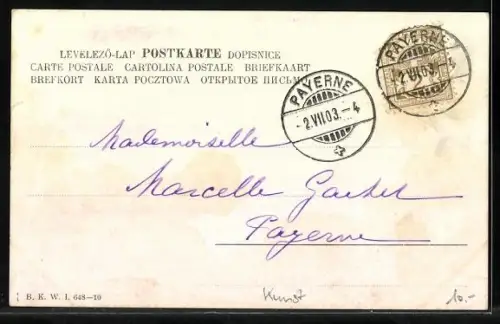 LEVELEZŐ-LAP POSTKARTE DOPISNICE
CARTE POSTALE CARTOLINA POSTALE BRIEFKAART
BREFKORT KARTA POCZTOWA ОТКРЫТОЕ ПИСЬМО
PAYERNE
-2.VII.03.-4
PAYERNE
-2.VII.03.-4
Mademoiselle
Marcelle
Payerne
B. K. W. I. 648-10
Kunst
10.-